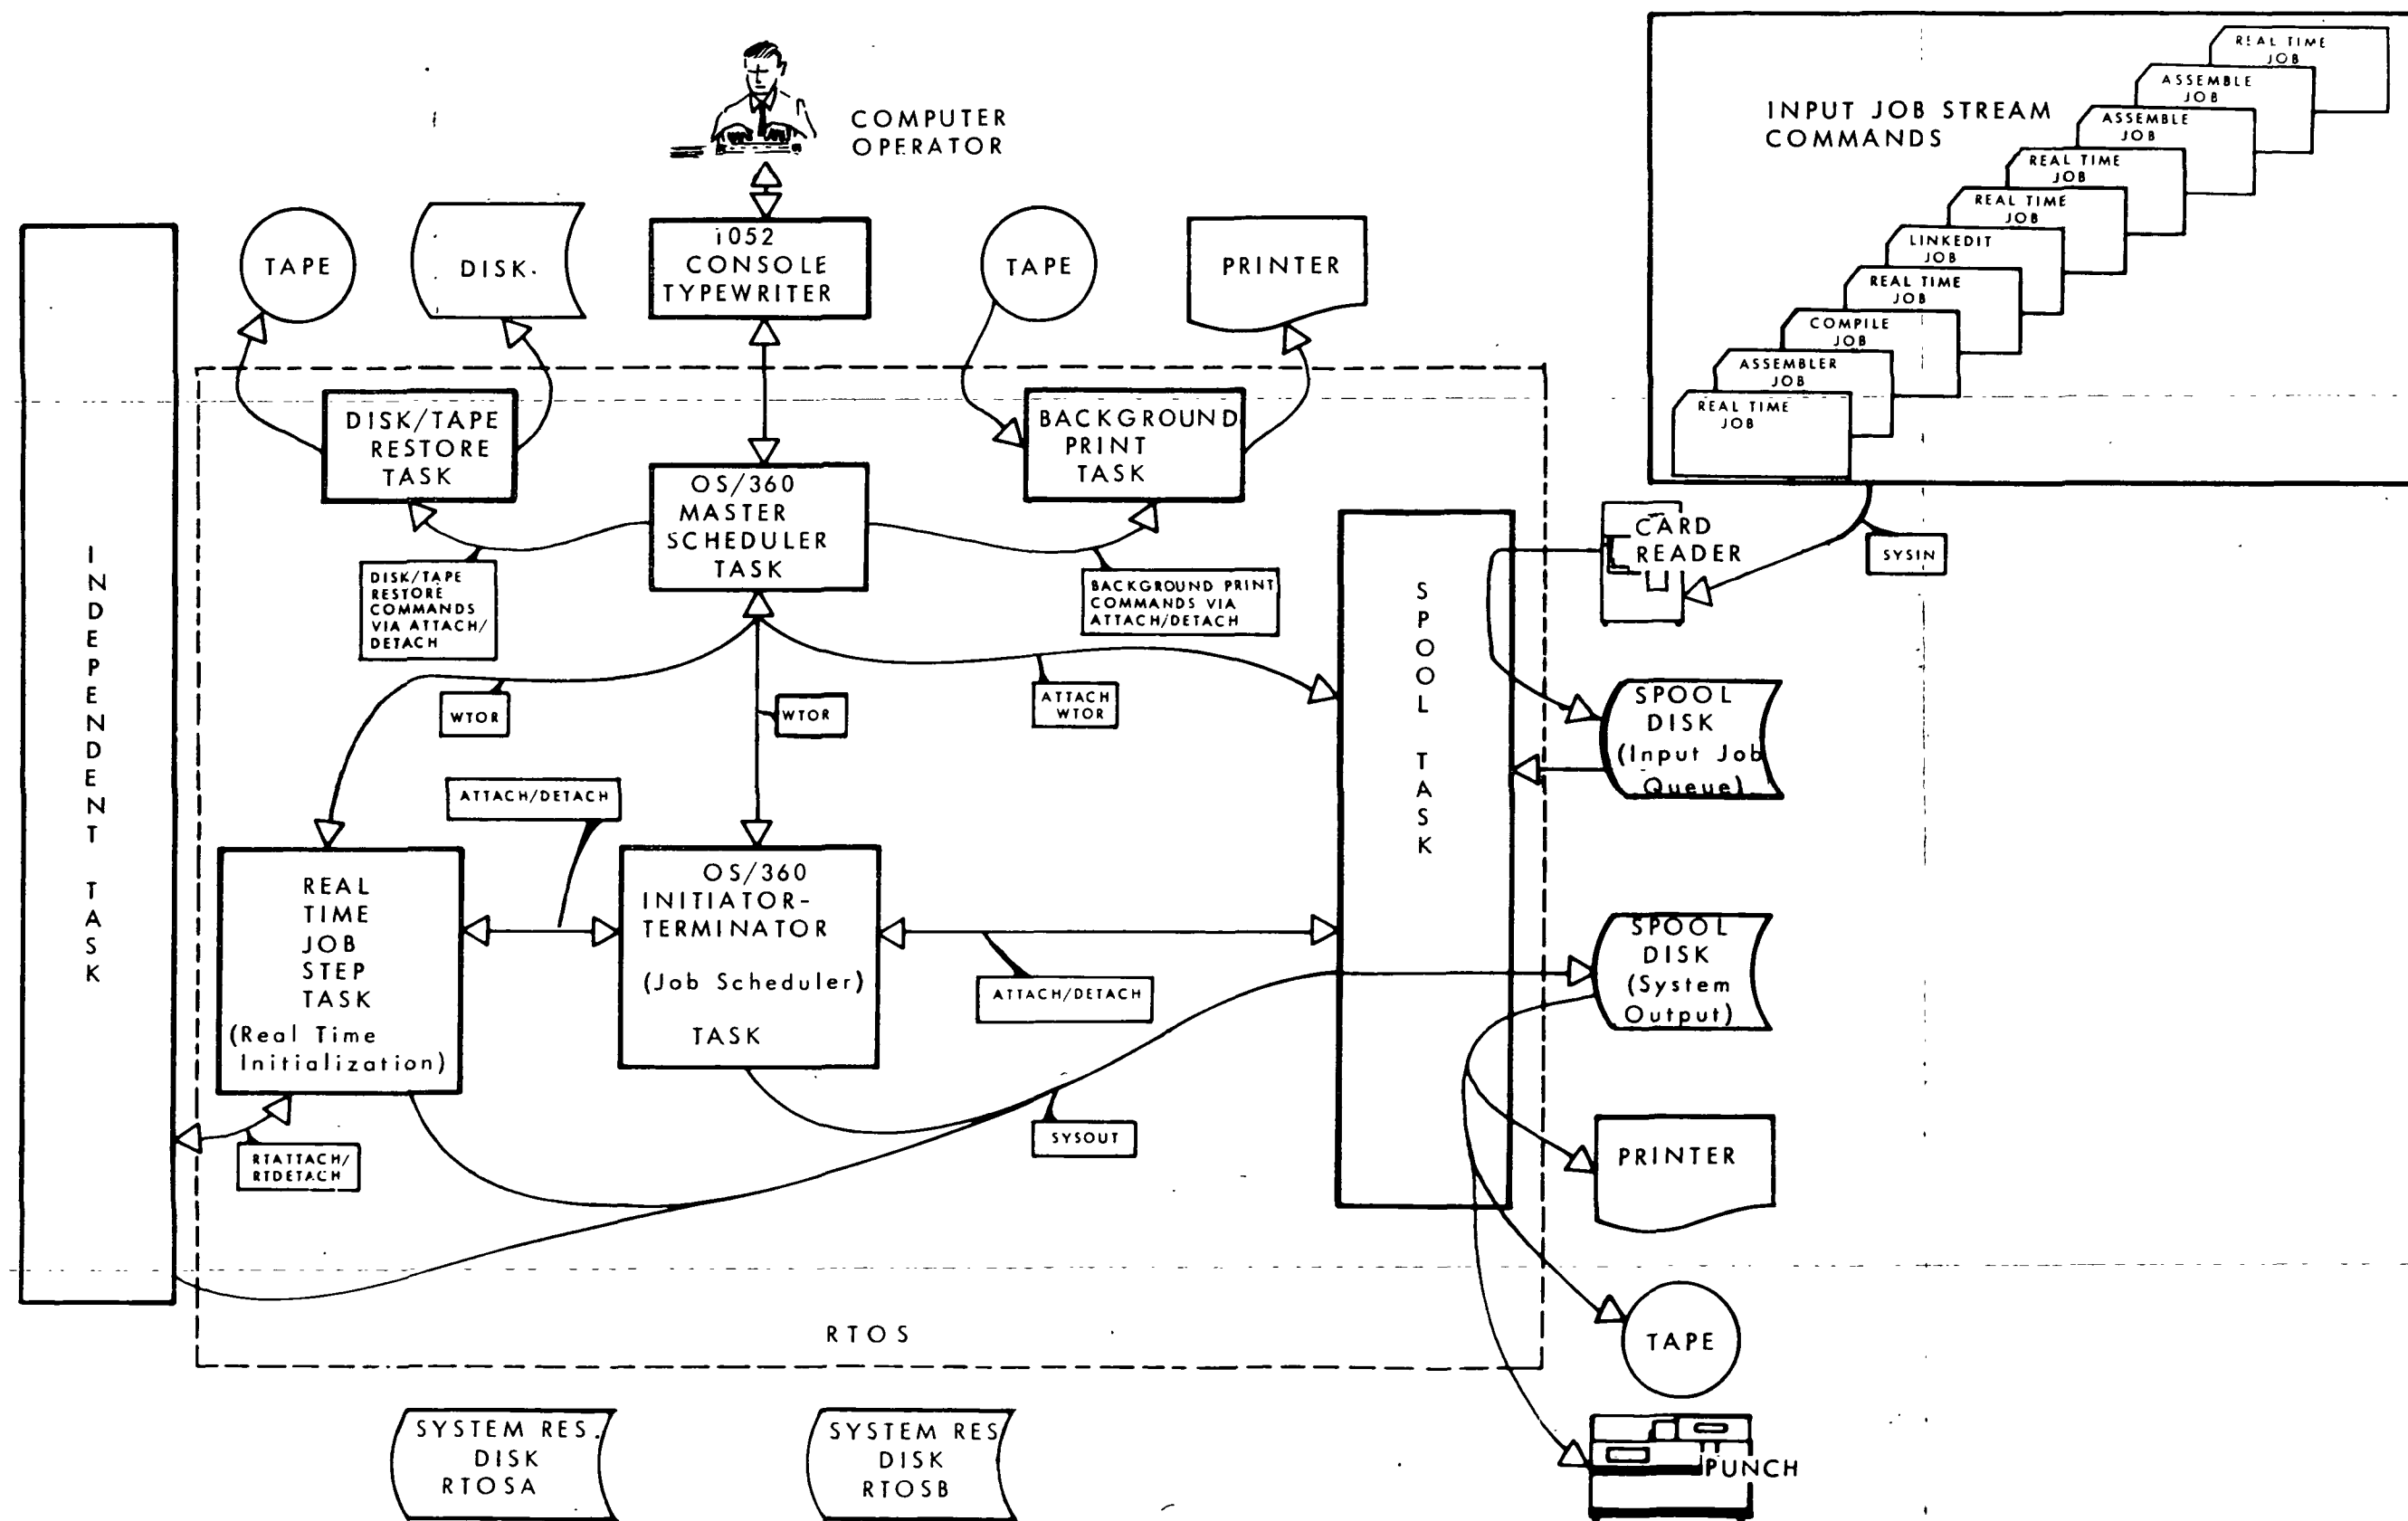 COMPUTER
OPERATOR
INPUT JOB STREAM
COMMANDS
REAL TIME
JOB
ASSEMBLE
JOB
ASSEMBLE
JOB
REAL TIME
JOB
REAL TIME
JOB
LINKEDIT
JOB
REAL TIME
JOB
COMPILE
JOB
ASSEMBLER
JOB
REAL TIME
JOB
TAPE
DISK
1052
CONSOLE
TYPEWRITER
TAPE
PRINTER
INDEPENDENT TASK
DISK/TAPE
RESTORE
TASK
OS/360
MASTER
SCHEDULER
TASK
BACKGROUND
PRINT
TASK
DISK/TAPE
RESTORE
COMMANDS
VIA ATTACH/
DETACH
BACKGROUND PRINT
COMMANDS VIA
ATTACH/DETACH
SPOOL TASK
CARD
READER
SYSIN
WTOR
WTOR
ATTACH
WTOR
SPOOL
DISK
(Input Job
Queue)
ATTACH/DETACH
REAL
TIME
JOB
STEP
TASK
(Real Time
Initialization)
OS/360
INITIATOR-
TERMINATOR
(Job Scheduler)
TASK
ATTACH/DETACH
SPOOL
DISK
(System
Output)
RTATTACH/
RTDETACH
SYSOUT
PRINTER
RTOS
TAPE
PUNCH
SYSTEM RES.
DISK
RTOSA
SYSTEM RES
DISK
RTOSB